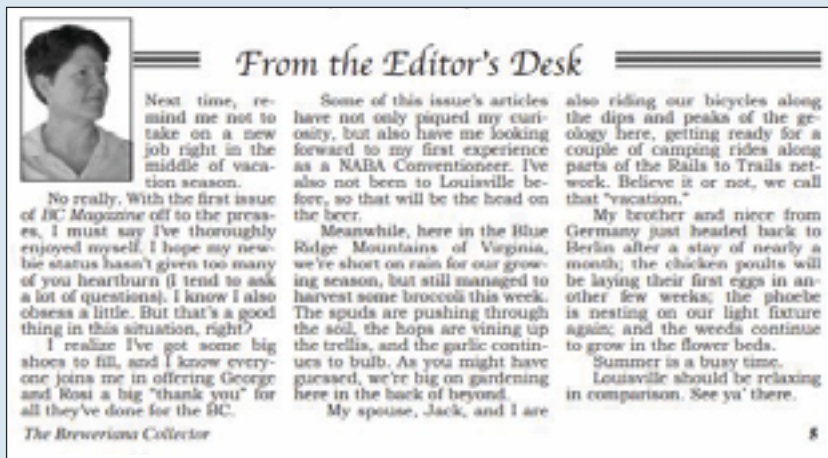 From the Editor's Desk
Next time, re-
mind me not to
take on a new
job right in the
middle of vaca-
tion season.
No really. With the first issue
of BC Magazine off to the press-
es, I must say I've thoroughly
enjoyed myself. I hope my new-
bie status hasn't given too many
of you heartburn (I tend to ask
a lot of questions). I know I also
obsess a little. But that's a good
thing in this situation, right?
I realize I've got some big
shoes to fill, and I know every-
one joins me in offering George
and Rosi a big "thank you" for
all they've done for the BC.
Some of this issue's articles
have not only piqued my curi-
osity, but also have me looking
forward to my first experience
as a NABA Conventioneer. I've
also not been to Louisville be-
fore, so that will be the head on
the beer.
Meanwhile, here in the Blue
Ridge Mountains of Virginia,
we're short on rain for our grow-
ing season, but still managed to
harvest some broccoli this week.
The spuds are pushing through
the soil, the hops are vining up
the trellis, and the garlic contin-
ues to bulb. As you might have
guessed, we're big on gardening
here in the back of beyond.
My spouse, Jack, and I are
also riding our bicycles along
the dips and peaks of the ge-
ology here, getting ready for a
couple of camping rides along
parts of the Rails to Trails net-
work. Believe it or not, we call
that "vacation."
My brother and niece from
Germany just headed back to
Berlin after a stay of nearly a
month; the chicken poults will
be laying their first eggs in an-
other few weeks; the phoebe
is nesting on our light fixture
again; and the weeds continue
to grow in the flower beds.
Summer is a busy time.
Louisville should be relaxing
in comparison. See ya' there.
The Breweriana Collector